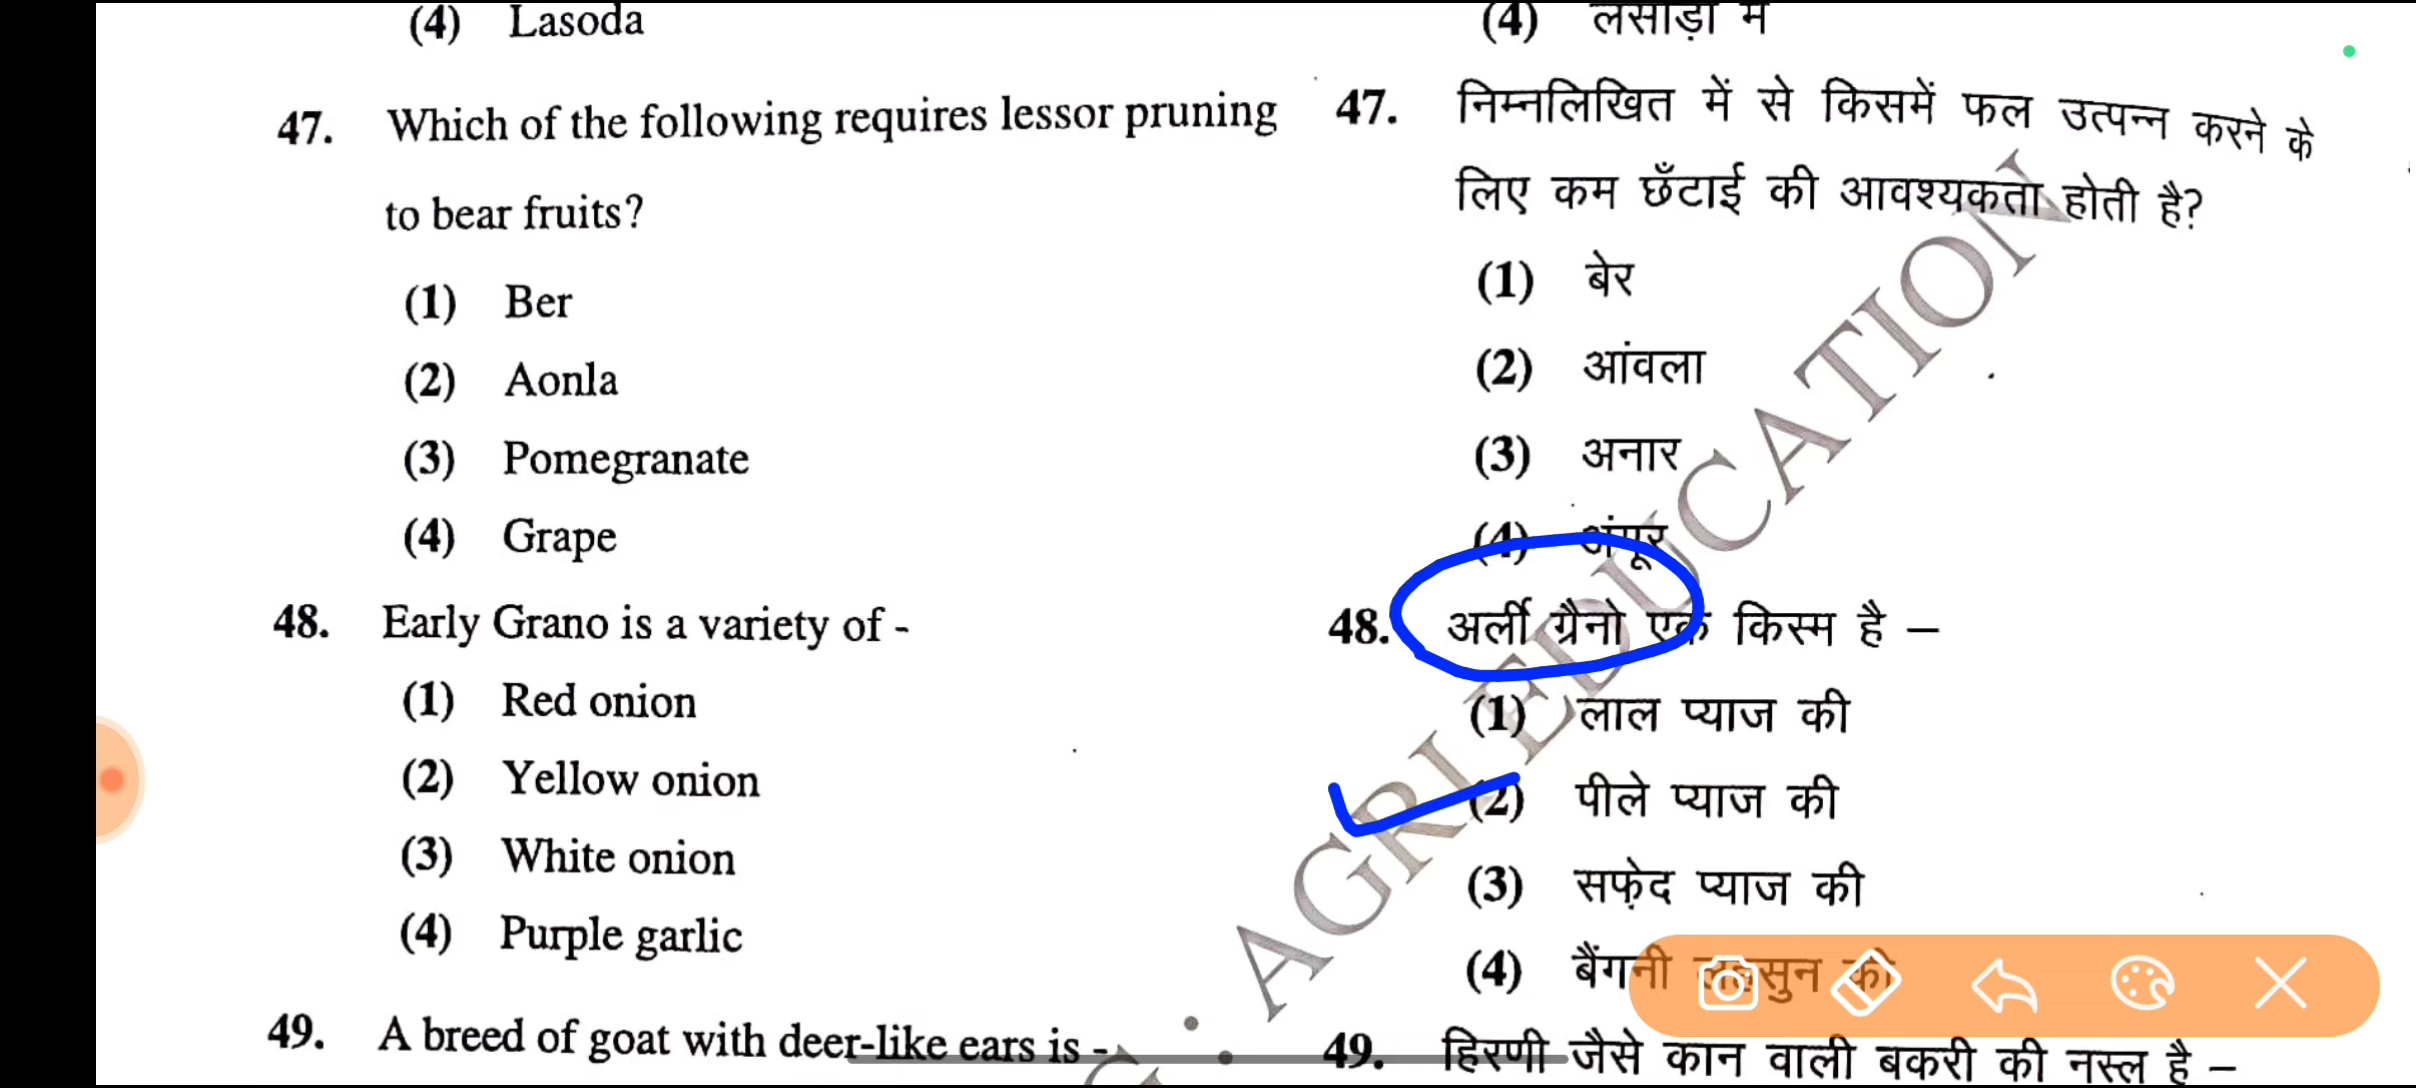 (4) Lasoda
47. Which of the following requires lessor pruning
to bear fruits?
(1) Ber
(2) Aonla
(3) Pomegranate
(4) Grape
48. Early Grano is a variety of -
(1) Red onion
(2) Yellow onion
(3) White onion
(4) Purple garlic
49. A breed of goat with deer-like ears is -
(4) लसोड़ा में
47. निम्नलिखित में से किसमें फल उत्पन्न करने के
लिए कम छँटाई की आवश्यकता होती है?
(1) बेर
(2) आंवला
(3) अनार
(4) अंगूर
48. अर्ली ग्रैनो एक किस्म है –
(1) लाल प्याज की
(2) पीले प्याज की
(3) सफ़ेद प्याज की
(4) बैंगनी लहसुन की
49. हिरणी जैसे कान वाली बकरी की नस्ल है –
AGRI EDUCATION